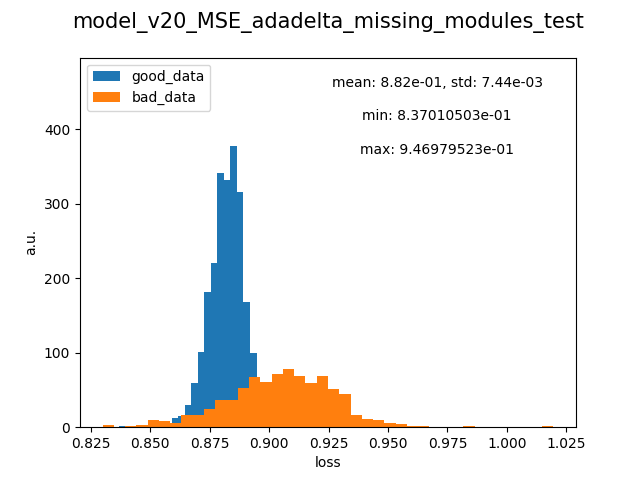 model_v20_MSE_adadelta_missing_modules_test
good_data
bad_data
mean: 8.82e-01, std: 7.44e-03
min: 8.37010503e-01
max: 9.46979523e-01
a.u.
400
300
200
100
0
0.825 0.850 0.875 0.900 0.925 0.950 0.975 1.000 1.025
loss